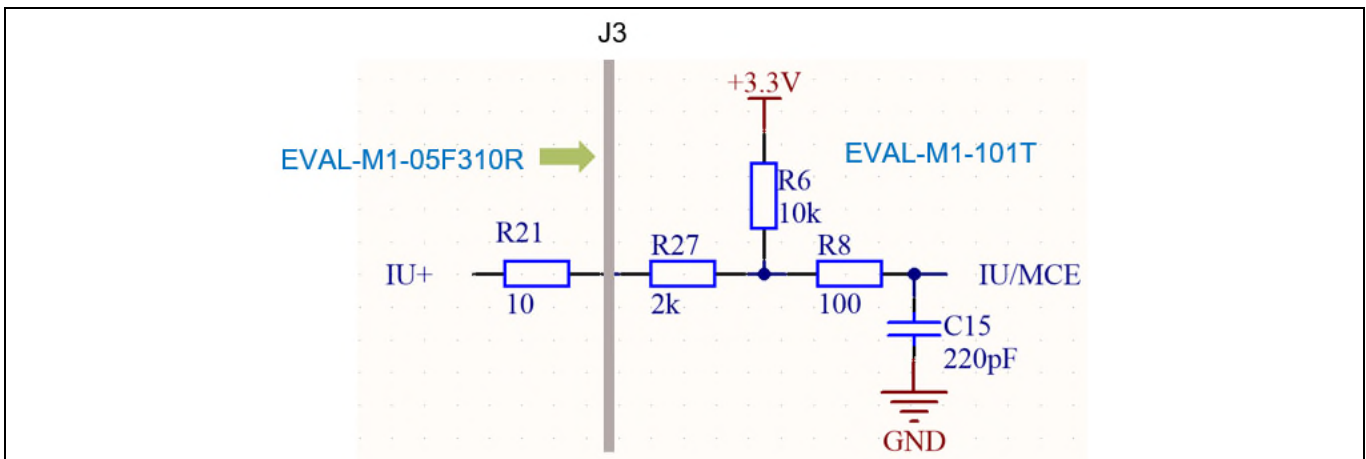 J3
+3.3V
EVAL-M1-05F310R
EVAL-M1-101T
R6
10k
R21
R27
R8
IU+
IU/MCE
10
2k
100
C15
220pF
GND